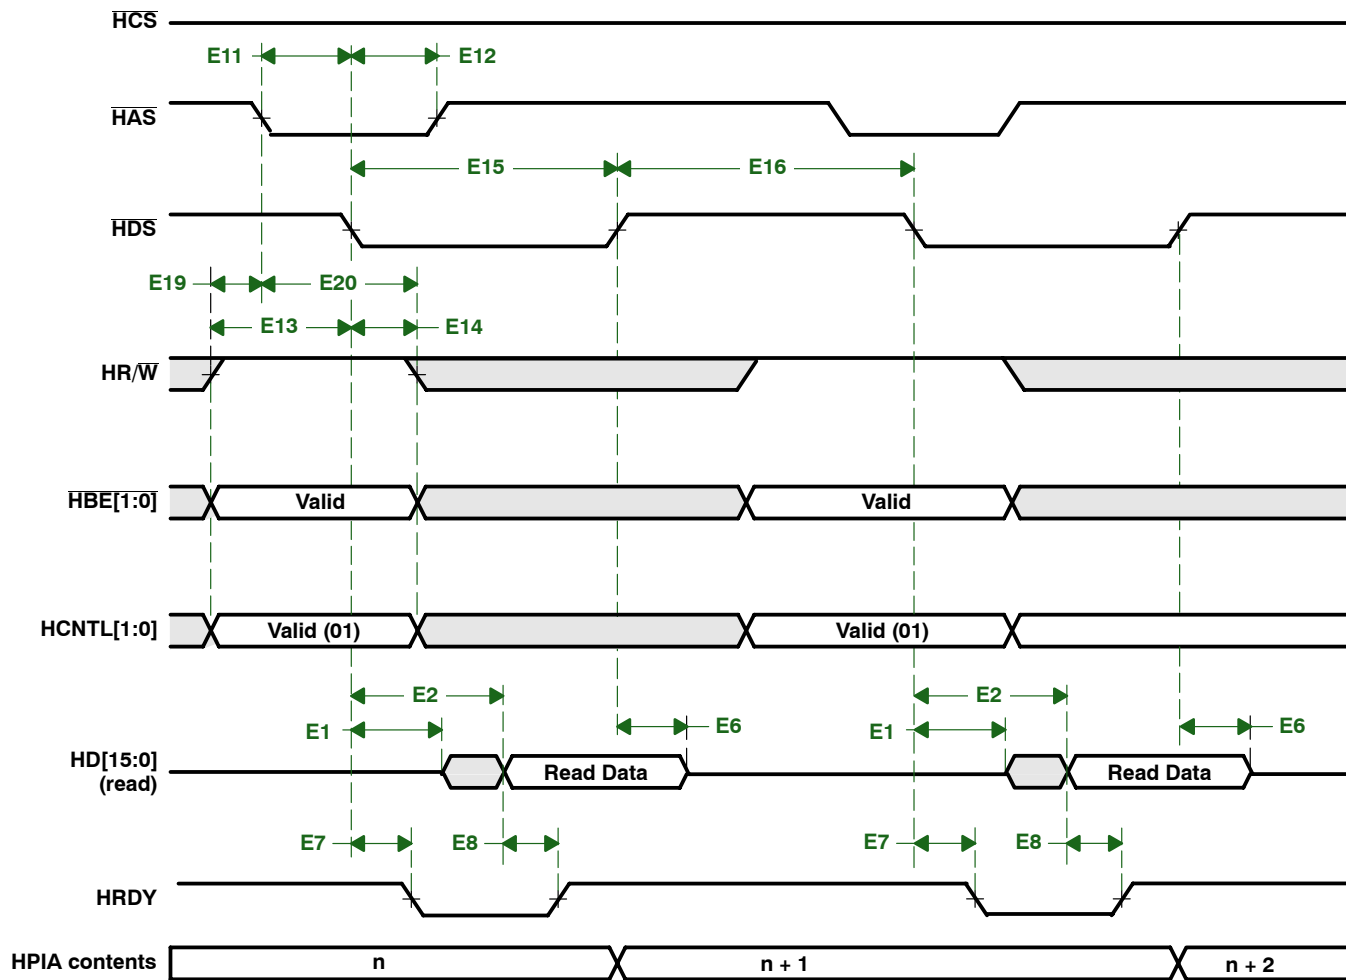 HCS
E11
E12
HAS
E15
E16
HDS
E19
E20
E13
E14
HR/W
HBE[1:0]
Valid
Valid
HCNTL[1:0]
Valid (01)
Valid (01)
E2
E2
E1
E6
E1
E6
HD[15:0]
(read)
Read Data
Read Data
E7
E8
E7
E8
HRDY
HPIA contents
n
n + 1
n + 2